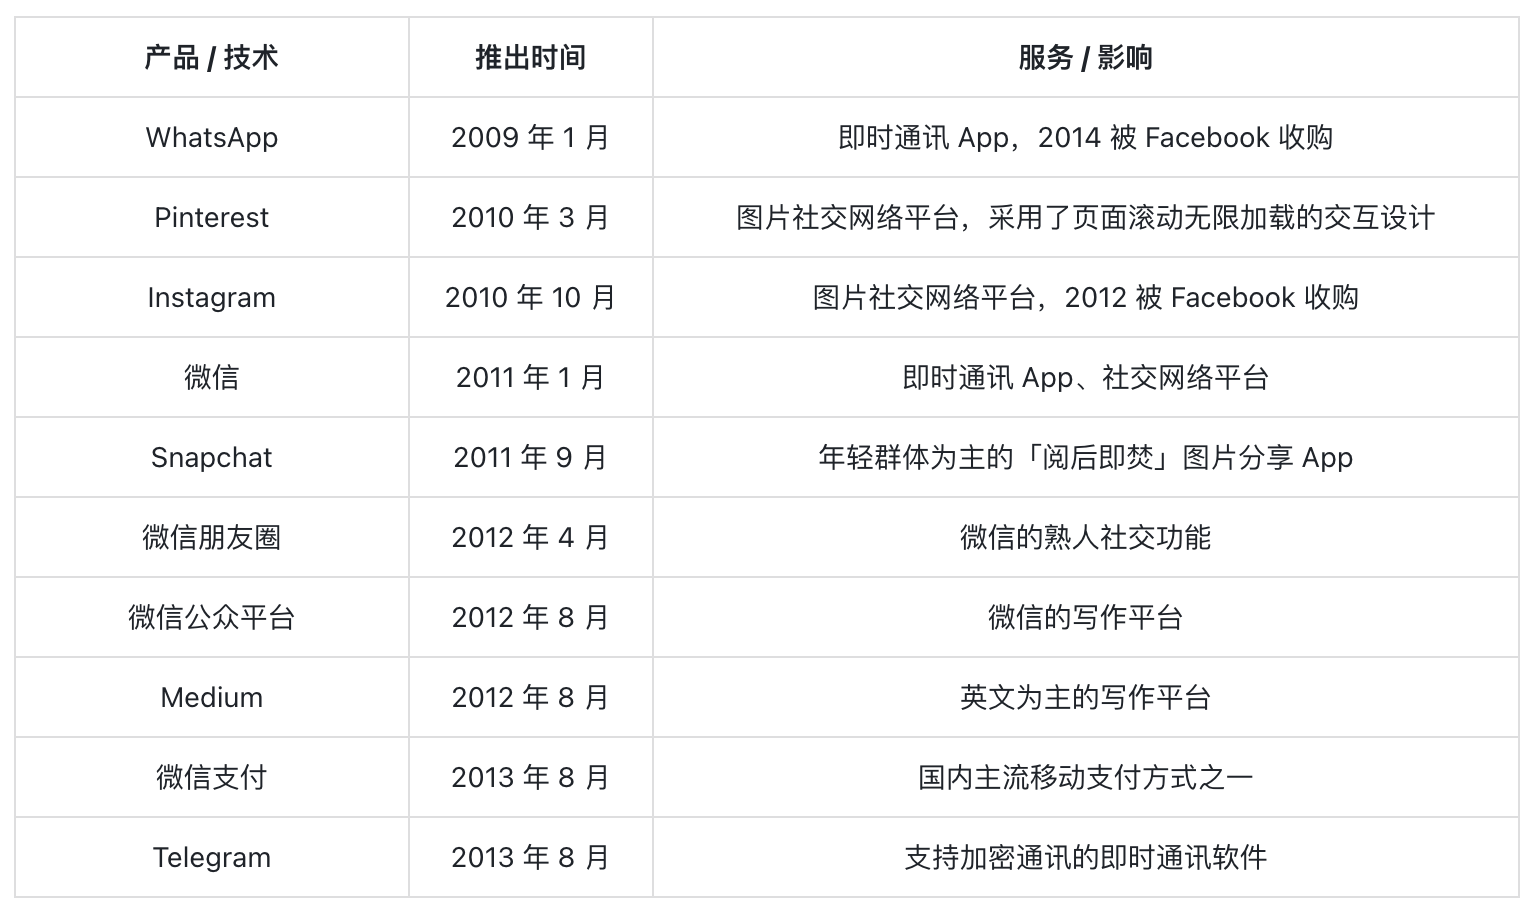 产品 / 技术 推出时间 服务 / 影响
WhatsApp 2009 年 1 月 即时通讯 App，2014 被 Facebook 收购
Pinterest 2010 年 3 月 图片社交网络平台，采用了页面滚动无限加载的交互设计
Instagram 2010 年 10 月 图片社交网络平台，2012 被 Facebook 收购
微信 2011 年 1 月 即时通讯 App、社交网络平台
Snapchat 2011 年 9 月 年轻群体为主的「阅后即焚」图片分享 App
微信朋友圈 2012 年 4 月 微信的熟人社交功能
微信公众平台 2012 年 8 月 微信的写作平台
Medium 2012 年 8 月 英文为主的写作平台
微信支付 2013 年 8 月 国内主流移动支付方式之一
Telegram 2013 年 8 月 支持加密通讯的即时通讯软件